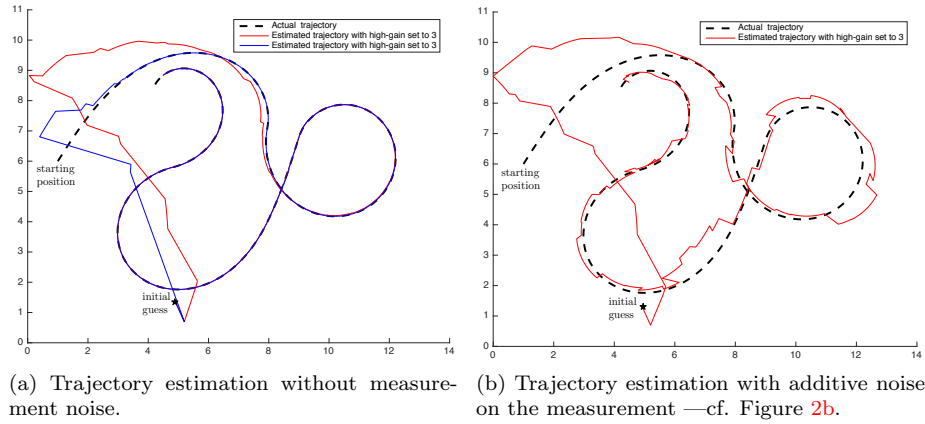 11
10
9
8
7
6
5
4
3
2
1
0
0 2 4 6 8 10 12 14
Actual trajectory
Estimated trajectory with high-gain set to 3
Estimated trajectory with high-gain set to 3
starting
position
initial
guess
11
10
9
8
7
6
5
4
3
2
1
0
0 2 4 6 8 10 12 14
Actual trajectory
Estimated trajectory with high-gain set to 3
starting
position
initial
guess
(a) Trajectory estimation without measure-
ment noise.
(b) Trajectory estimation with additive noise
on the measurement —cf. Figure 2b.